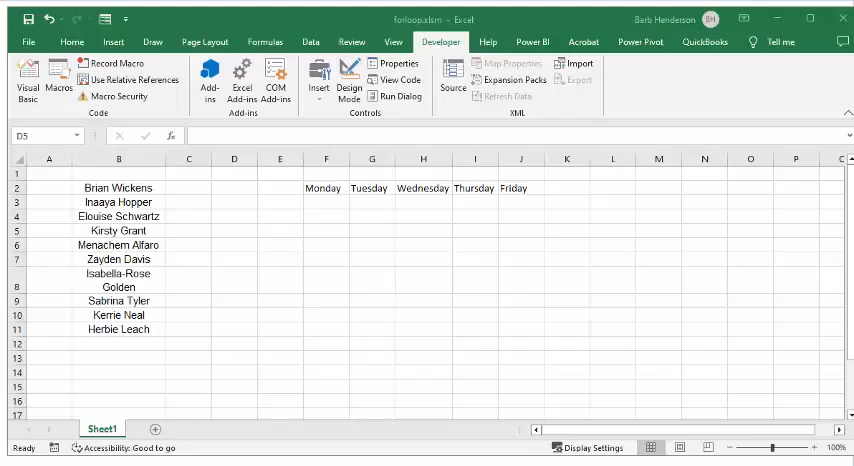 forloop.xlsm - Excel
Barb Henderson BH
File Home Insert Draw Page Layout Formulas Data Review View Developer Help Power BI Acrobat Power Pivot QuickBooks Tell me
Visual Basic
Macros
Record Macro
Use Relative References
Macro Security
Code
Add-ins
Excel Add-ins
COM Add-ins
Add-ins
Insert
Design Mode
Properties
View Code
Run Dialog
Controls
Source
Map Properties
Expansion Packs
Refresh Data
Import
Export
XML
D5 fx
A B C D E F G H I J K L M N O P C
1
2 Brian Wickens Monday Tuesday Wednesday Thursday Friday
3 Inaaya Hopper
4 Elouise Schwartz
5 Kirsty Grant
6 Menachem Alfaro
7 Zayden Davis
Isabella-Rose
8 Golden
9 Sabrina Tyler
10 Kerrie Neal
11 Herbie Leach
12
13
14
15
16
17
Sheet1
Ready Accessibility: Good to go Display Settings 100%